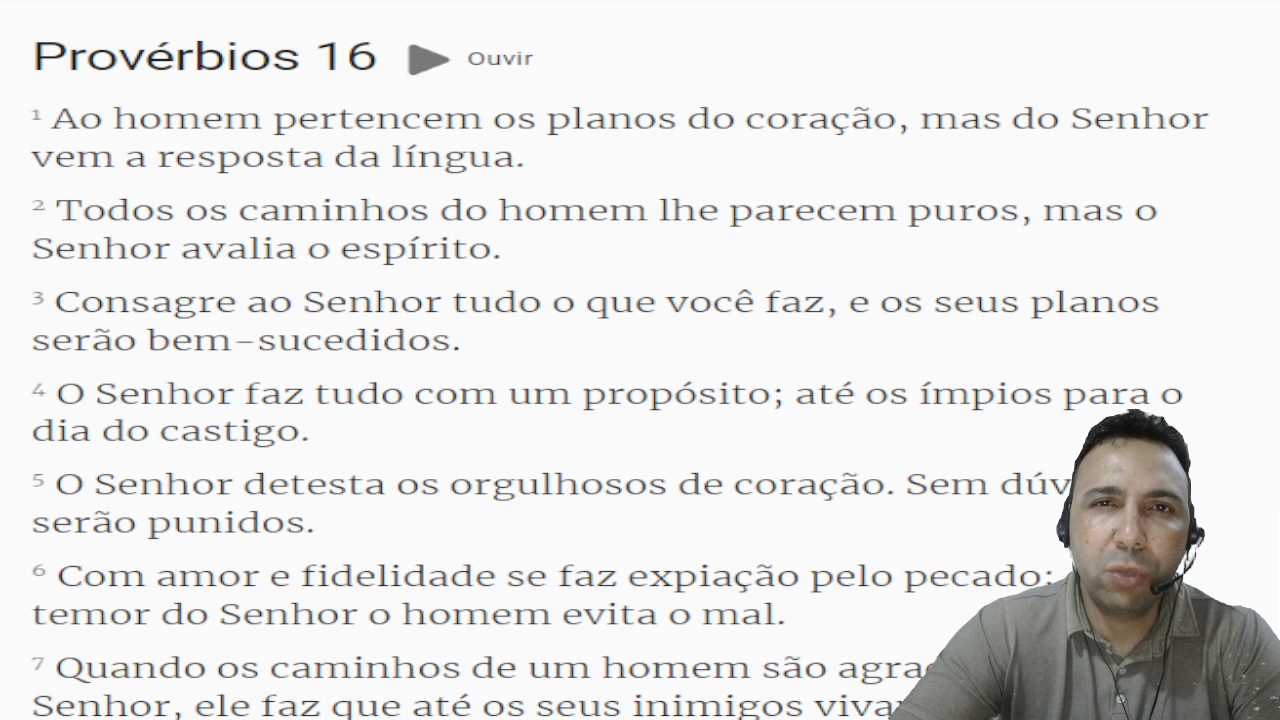 Provérbios 16 Ouvir
1 Ao homem pertencem os planos do coração, mas do Senhor
vem a resposta da língua.
2 Todos os caminhos do homem lhe parecem puros, mas o
Senhor avalia o espírito.
3 Consagre ao Senhor tudo o que você faz, e os seus planos
serão bem-sucedidos.
4 O Senhor faz tudo com um propósito; até os ímpios para o
dia do castigo.
5 O Senhor detesta os orgulhosos de coração. Sem
serão punidos.
6 Com amor e fidelidade se faz expiação pelo pecado;
temor do Senhor o homem evita o mal.
7 Quando os caminhos de um homem são
Senhor, ele faz que até os seus inimigos